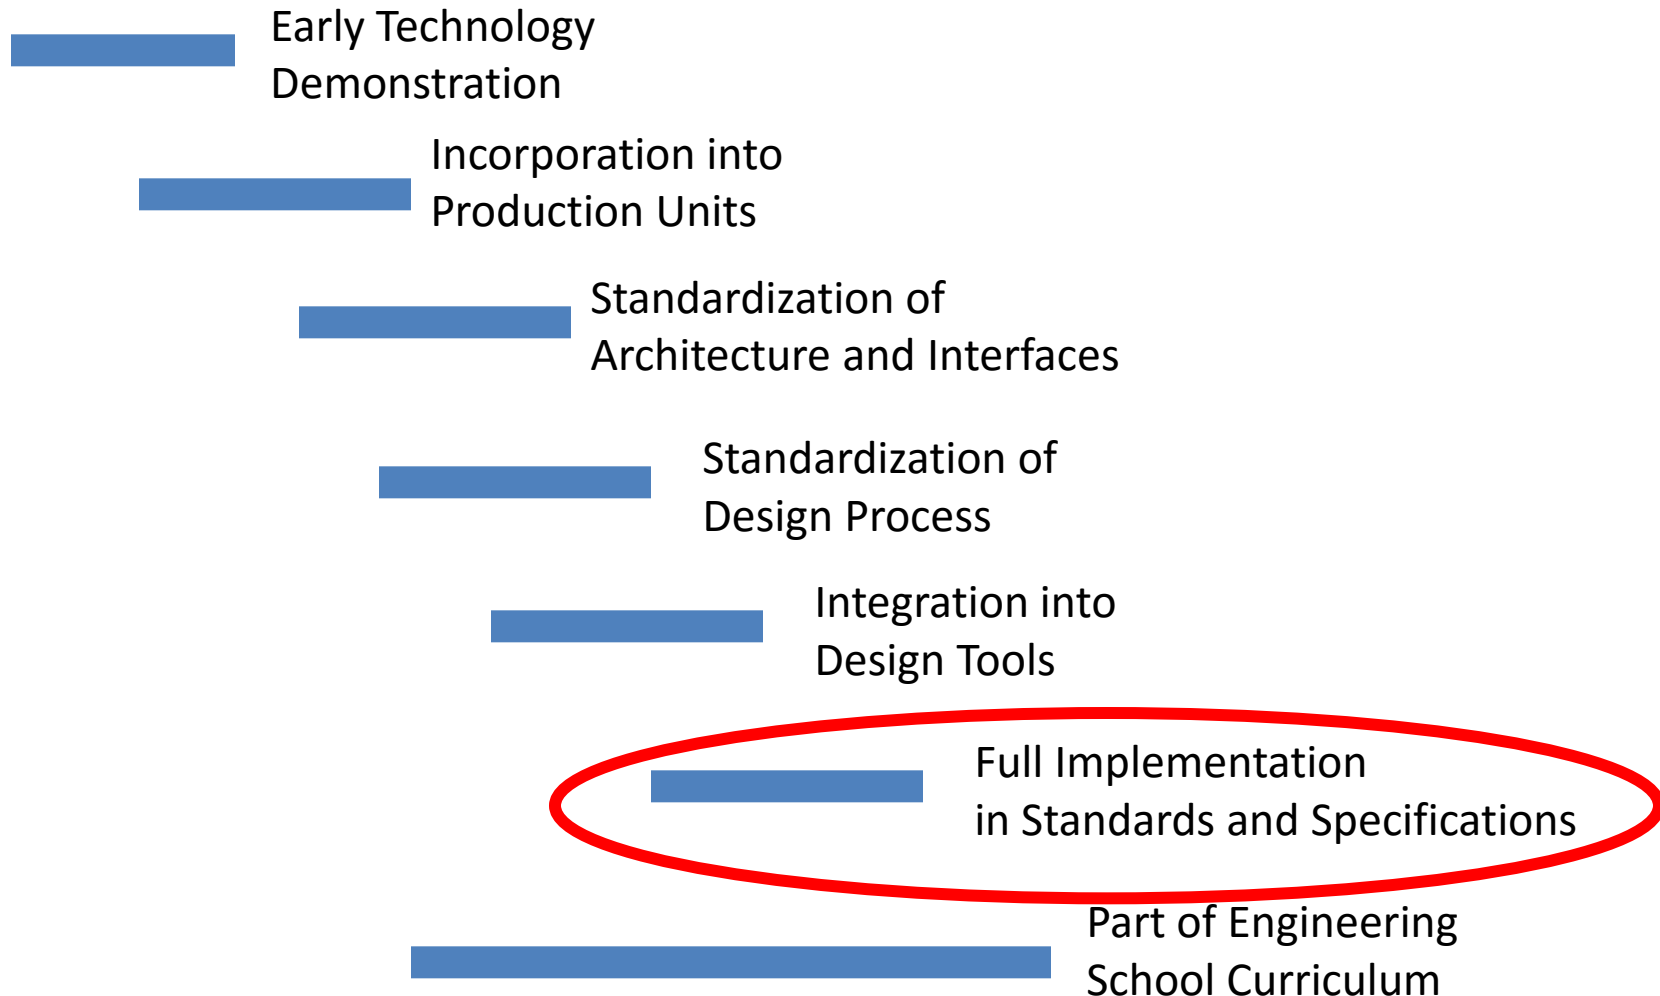 Early Technology
Demonstration
Incorporation into
Production Units
Standardization of
Architecture and Interfaces
Standardization of
Design Process
Integration into
Design Tools
Full Implementation
in Standards and Specifications
Part of Engineering
School Curriculum